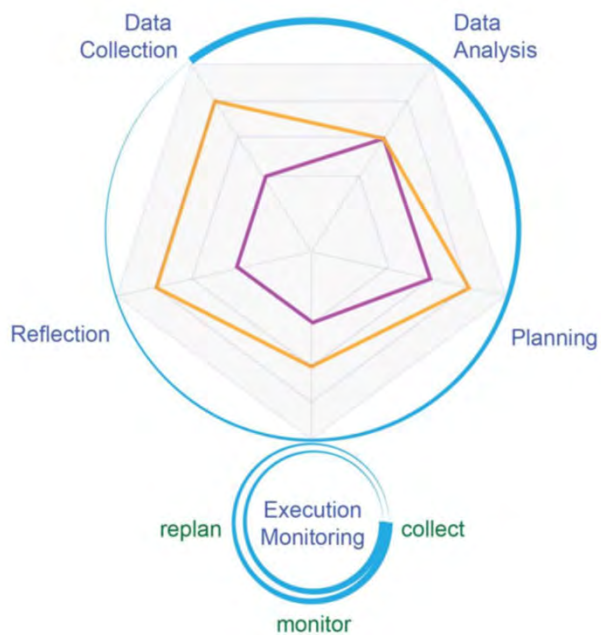 Data
Collection
Data
Analysis
Reflection
Planning
Execution
Monitoring
replan
collect
monitor